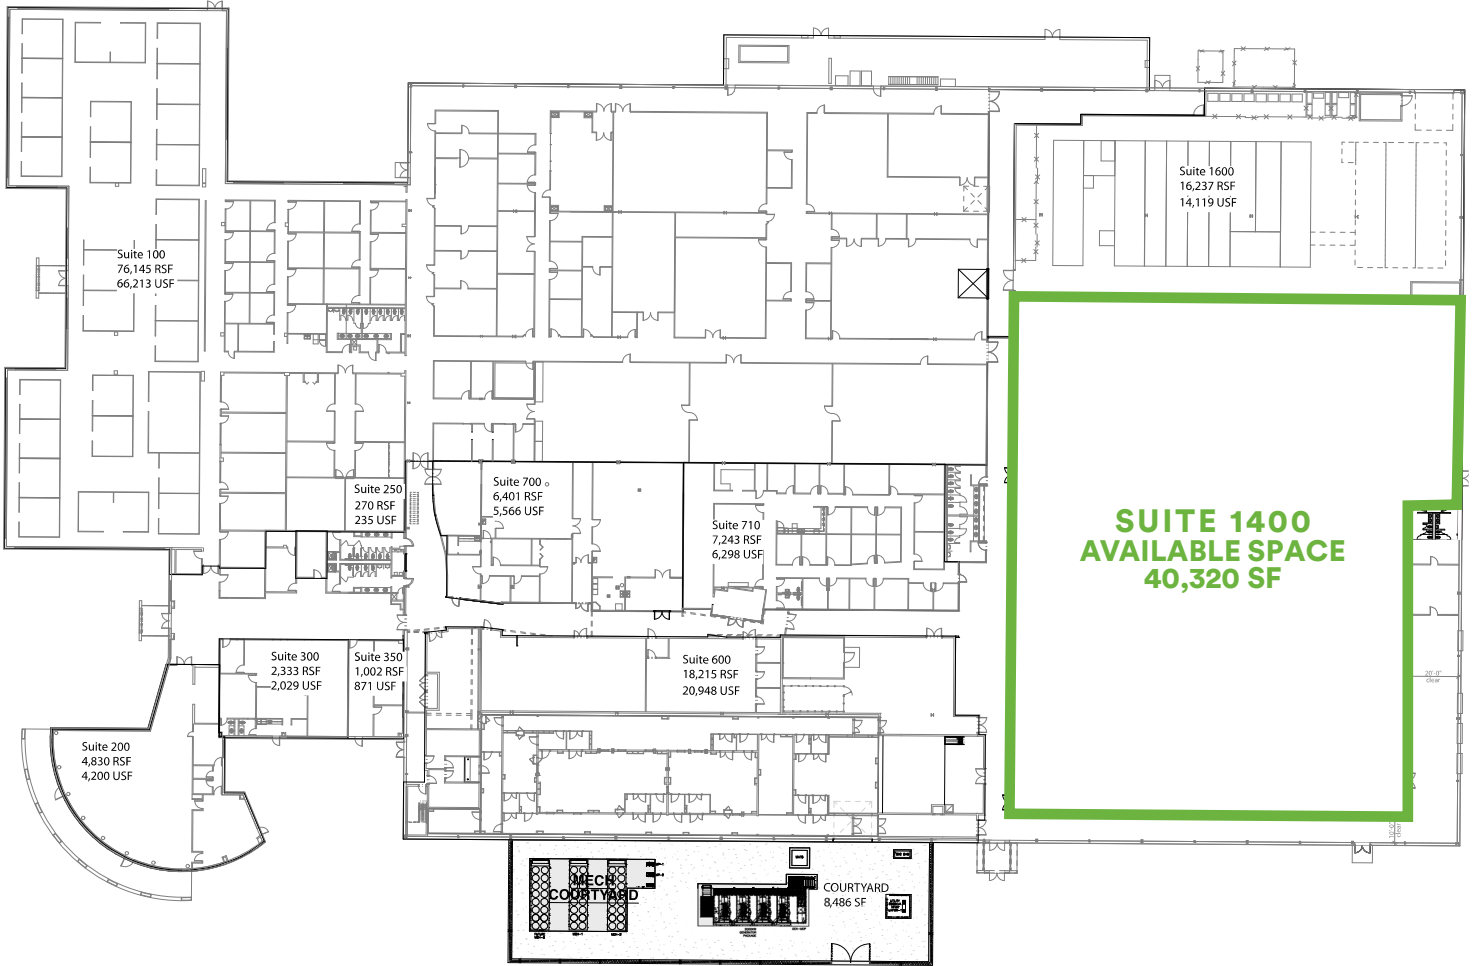 Suite 1600
16,237 RSF
14,119 USF
Suite 100
76,145 RSF
66,213 USF
Suite 250
270 RSF
235 USF
Suite 700
6,401 RSF
5,566 USF
Suite 710
7,243 RSF
6,298 USF
SUITE 1400
AVAILABLE SPACE
40,320 SF
Suite 300
2,333 RSF
2,029 USF
Suite 350
1,002 RSF
871 USF
Suite 600
18,215 RSF
20,948 USF
20'-0"
clear
Suite 200
4,830 RSF
4,200 USF
clear
MECH
COURTYARD
COURTYARD
8,486 SF